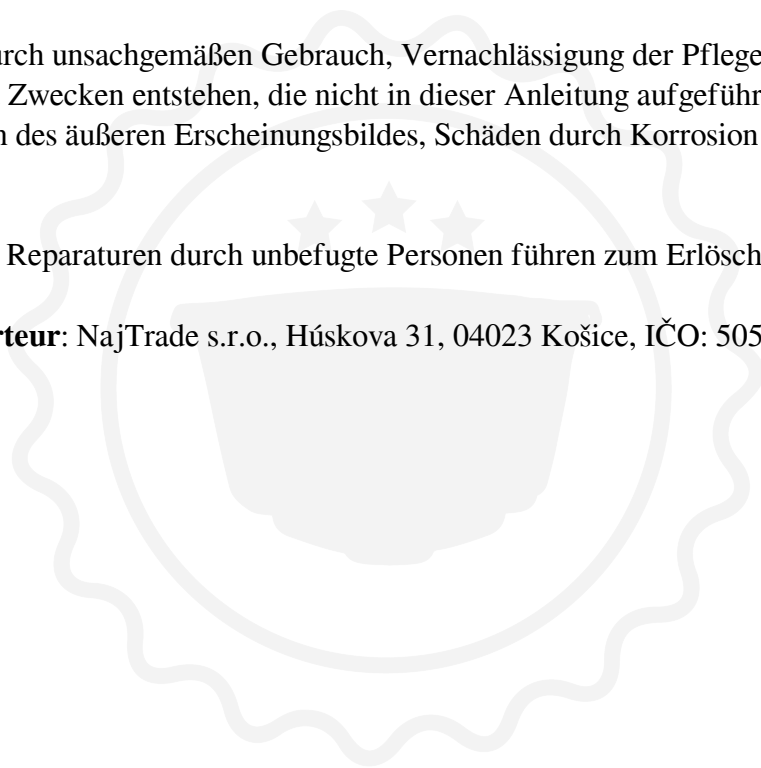 urch unsachgemäßen Gebrauch, Vernachlässigung der Pflege
Zwecken entstehen, die nicht in dieser Anleitung aufgeführ
n des äußeren Erscheinungsbildes, Schäden durch Korrosion
Reparaturen durch unbefugte Personen führen zum Erlösch
rteur: NajTrade s.r.o., Húskova 31, 04023 Košice, IČO: 505